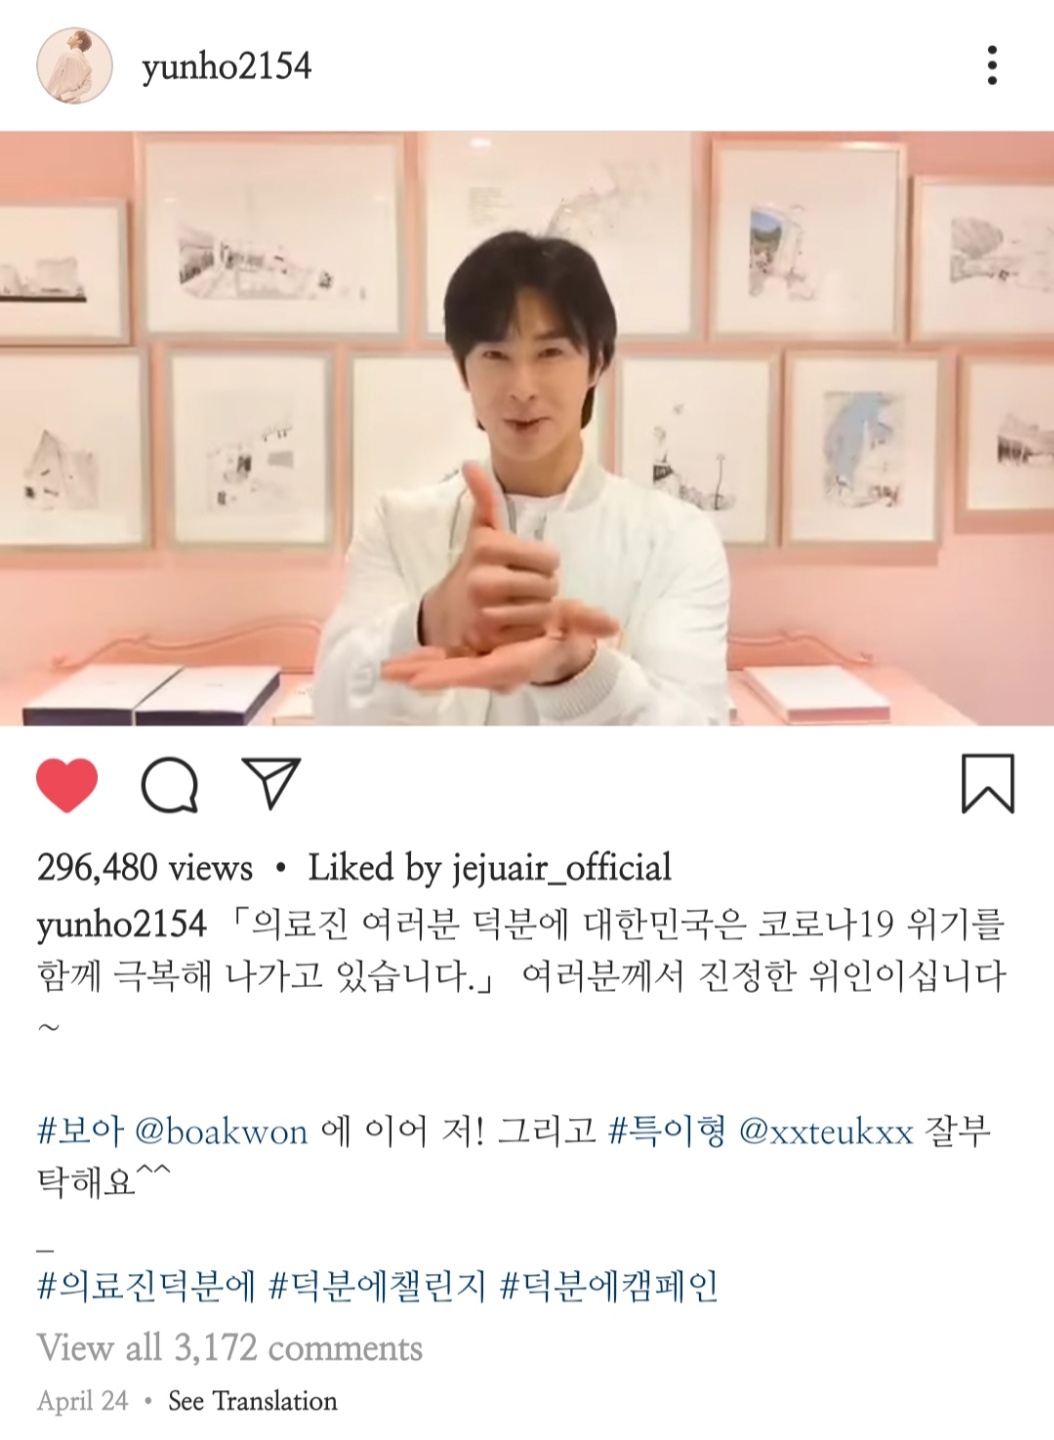 yunho2154
296,480 views • Liked by jejuair_official
yunho2154 「의료진 여러분 덕분에 대한민국은 코로나19 위기를
함께 극복해 나가고 있습니다.」 여러분께서 진정한 위인이십니다
~
#보아 @boakwon 에 이어 저! 그리고 #특이형 @xxteukxx 잘부
탁해요^^
_
#의료진덕분에 #덕분에챌린지 #덕분에캠페인
View all 3,172 comments
April 24 • See Translation